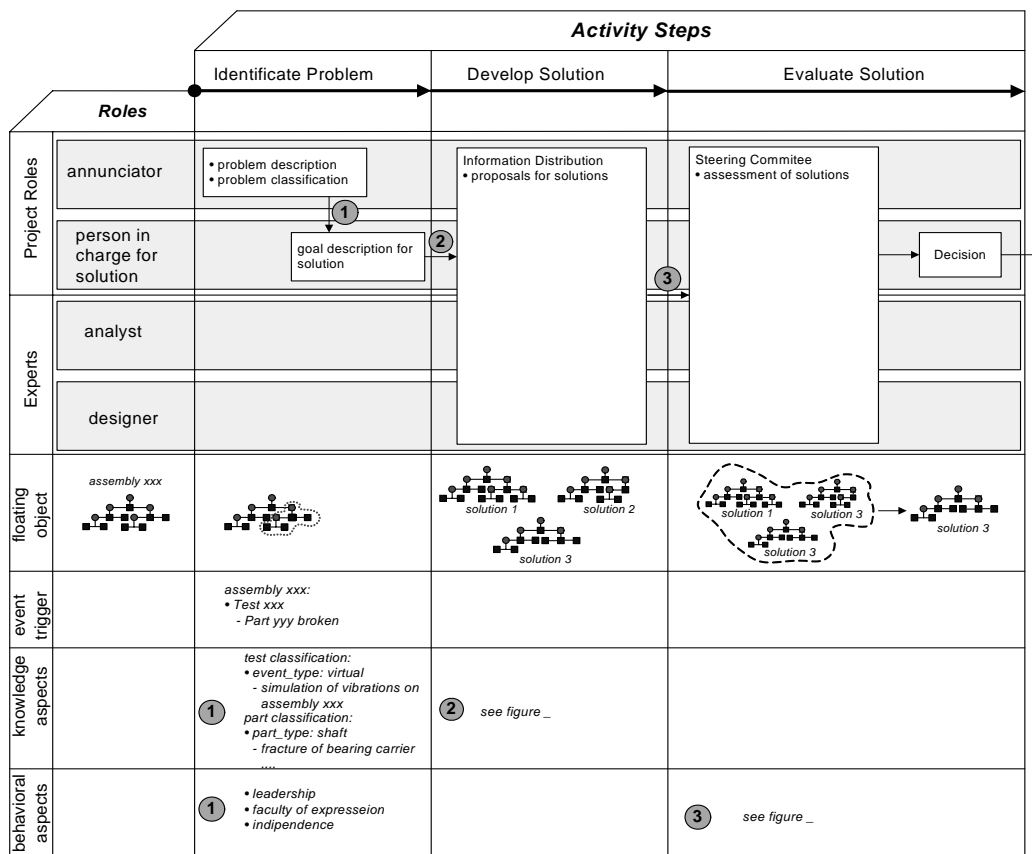 Activity Steps
Identificate Problem
Develop Solution
Evaluate Solution
Roles
Project Roles
annunciator
• problem description
• problem classification
1
Information Distribution
• proposals for solutions
Steering Commitee
• assessment of solutions
person in
charge for
solution
goal description for
solution
2
3
Decision
Experts
analyst
designer
floating
object
assembly xxx
solution 1
solution 2
solution 3
solution 1
solution 3
solution 3
solution 3
event
trigger
assembly xxx:
• Test xxx
- Part yyy broken
knowledge
aspects
1
test classification:
• event_type: virtual
- simulation of vibrations on
assembly xxx
part classification:
• part_type: shaft
- fracture of bearing carrier
....
2
see figure _
behavioral
aspects
1
• leadership
• faculty of expresseion
• indipendence
3
see figure _